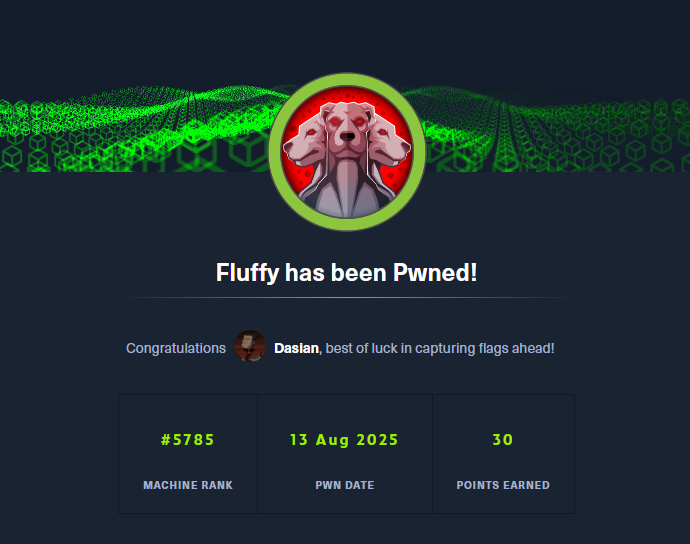 Fluffy has been Pwned!
Congratulations Dasian, best of luck in capturing flags ahead!
#5785 13 Aug 2025 30
MACHINE RANK PWN DATE POINTS EARNED